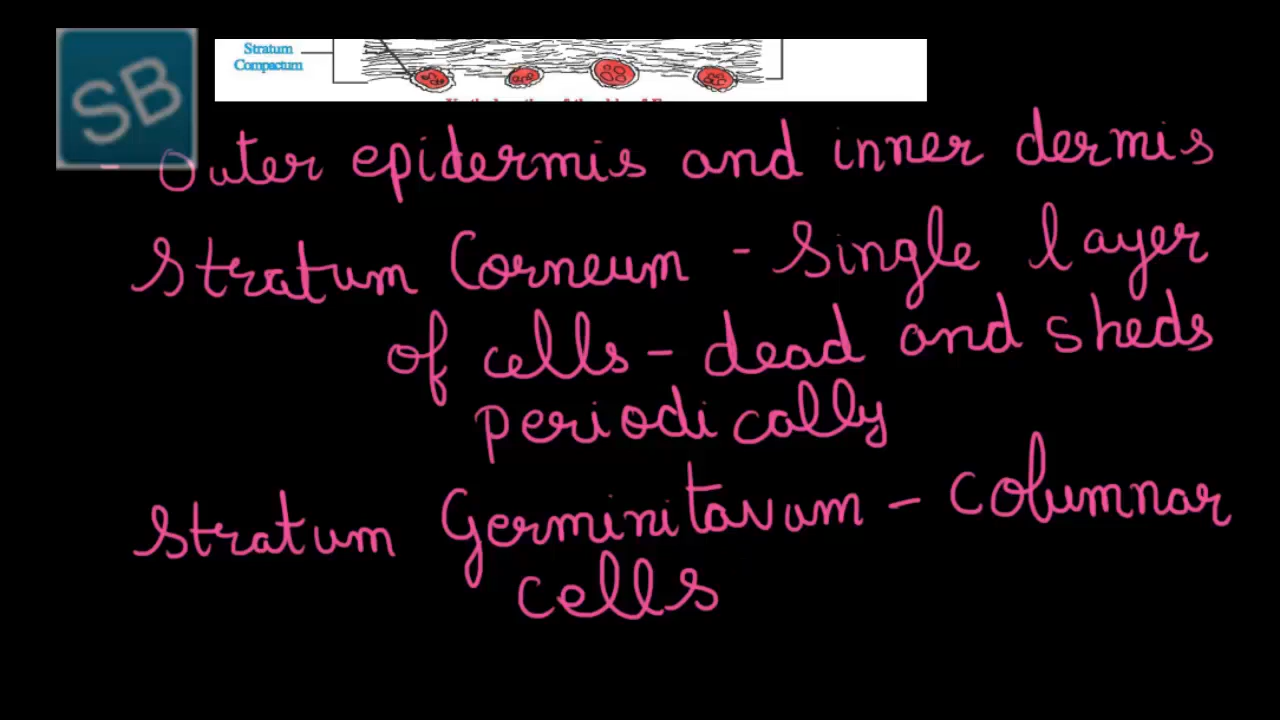 SB
Stratum
Compactum
- Outer epidermis and inner dermis
Stratum Corneum - Single layer
of cells - dead and sheds
periodically
Stratum Germinitavum - Columnar
cells